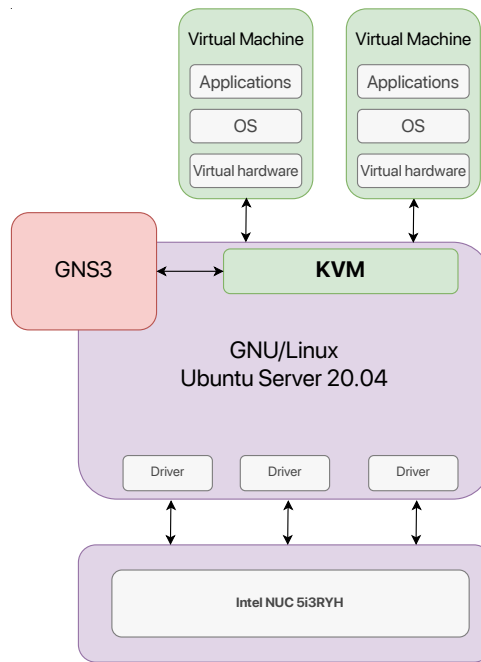 Virtual Machine
Applications
OS
Virtual hardware
Virtual Machine
Applications
OS
Virtual hardware
GNS3
KVM
GNU/Linux
Ubuntu Server 20.04
Driver
Driver
Driver
Intel NUC 5i3RYH